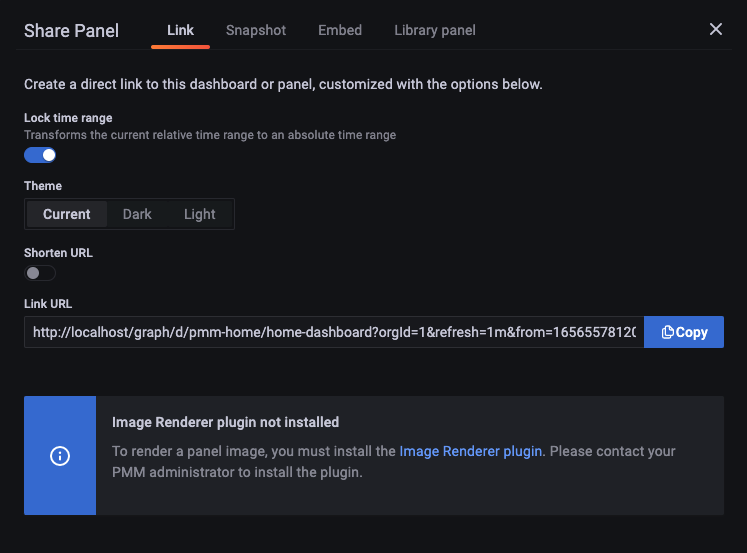 Share Panel Link Snapshot Embed Library panel
Create a direct link to this dashboard or panel, customized with the options below.
Lock time range
Transforms the current relative time range to an absolute time range
Theme
Current Dark Light
Shorten URL
Link URL
http://localhost/graph/d/pmm-home/home-dashboard?orgId=1&refresh=1m&from=16565578120 Copy
Image Renderer plugin not installed
To render a panel image, you must install the Image Renderer plugin. Please contact your
PMM administrator to install the plugin.